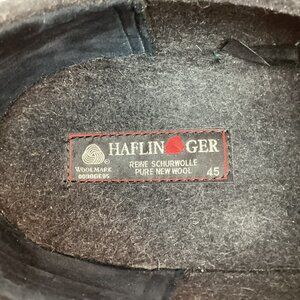 HAFLINGER
WOOLMARK
REINE SCHURWOLLE
PURE NEW WOOL
45